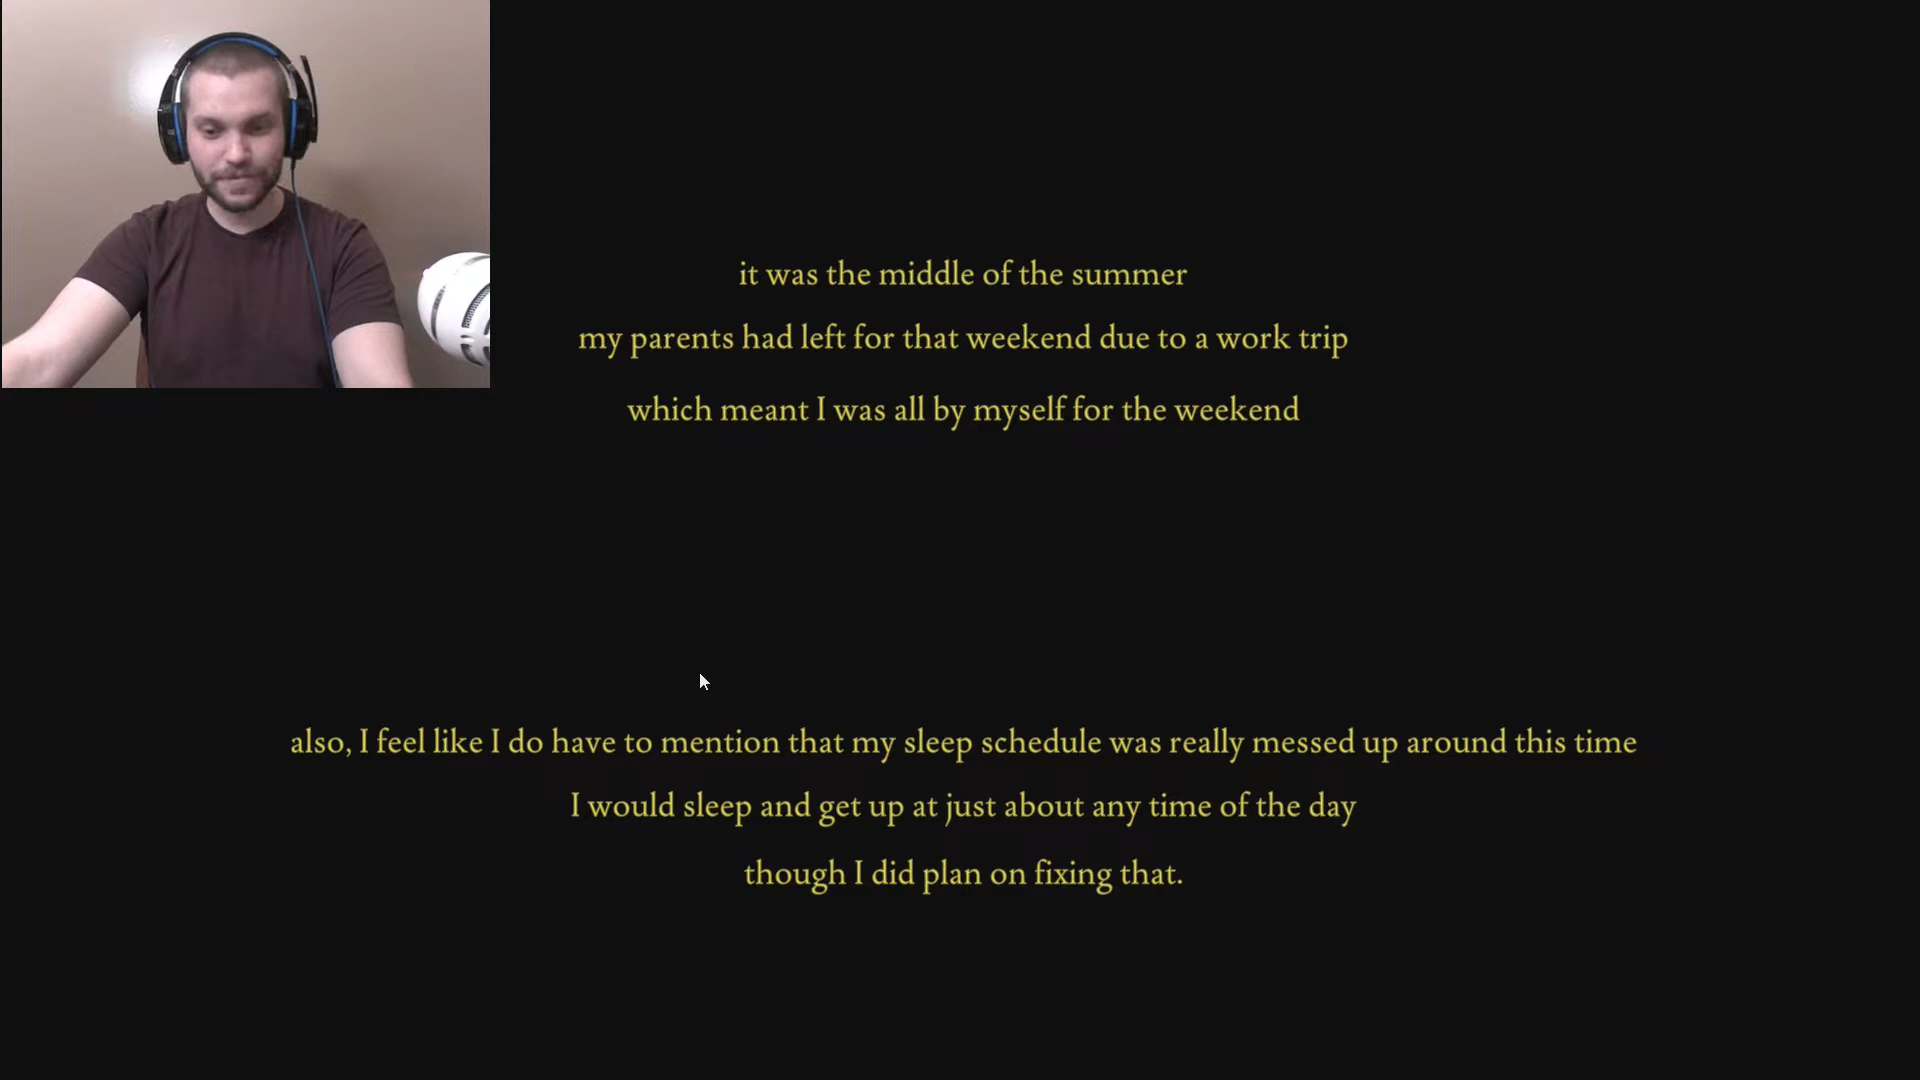 it was the middle of the summer
my parents had left for that weekend due to a work trip
which meant I was all by myself for the weekend
also, I feel like I do have to mention that my sleep schedule was really messed up around this time
I would sleep and get up at just about any time of the day
though I did plan on fixing that.